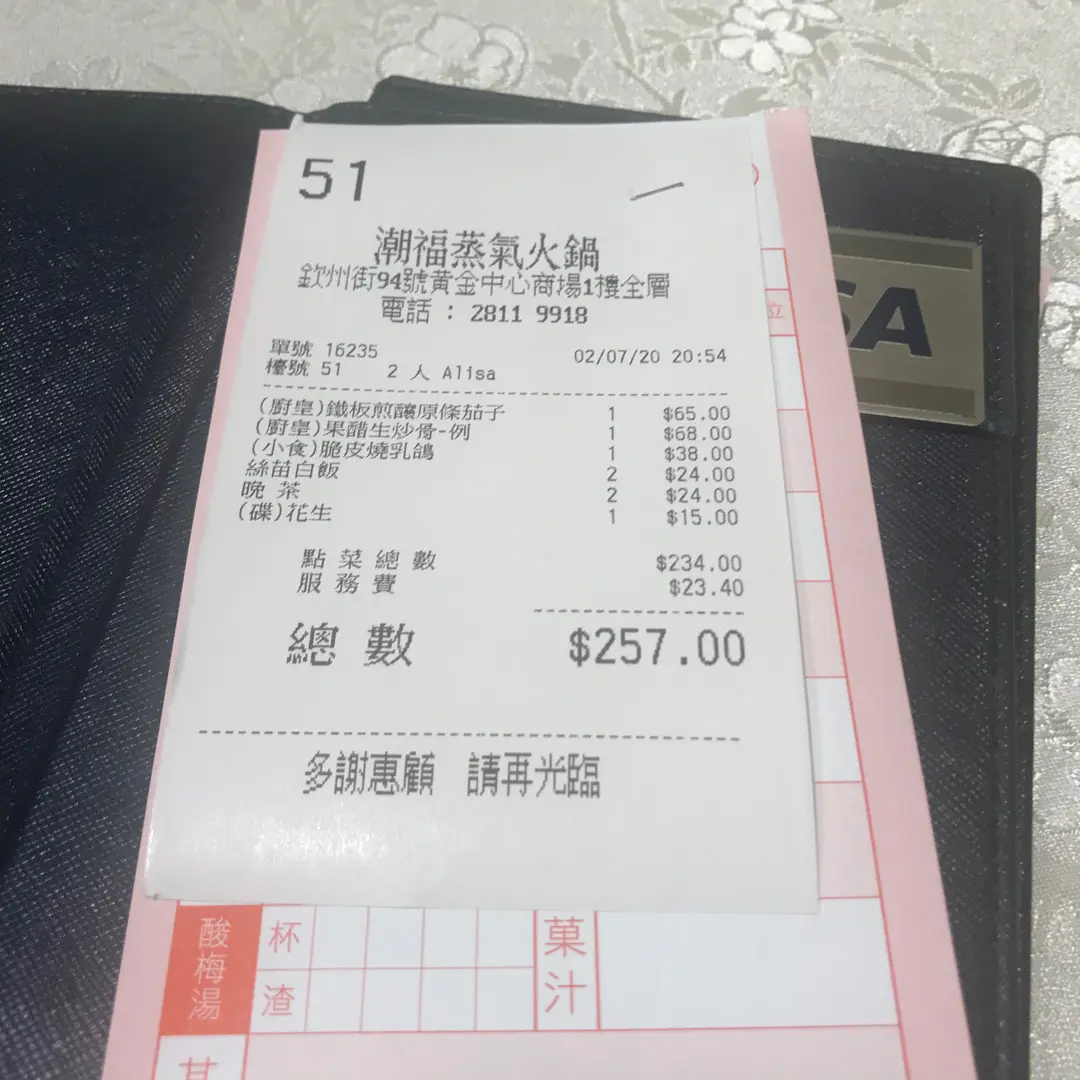 51
潮福蒸氣火鍋
欽州街94號黃金中心商場1樓全層
電話 : 2811 9918
單號 16235 02/07/20 20:54
檯號 51 2 人 Alisa
(廚皇)鐵板煎釀原條茄子 1 $65.00
(廚皇)果醋生炒骨-例 1 $68.00
(小食)脆皮燒乳鴿 1 $38.00
絲苗白飯 2 $24.00
晚 茶 2 $24.00
(碟)花生 1 $15.00
點 菜 總 數 $234.00
服 務 費 $23.40
總 數 $257.00
多謝惠顧 請再光臨
位
SA
酸梅湯 杯 菓汁
渣
其